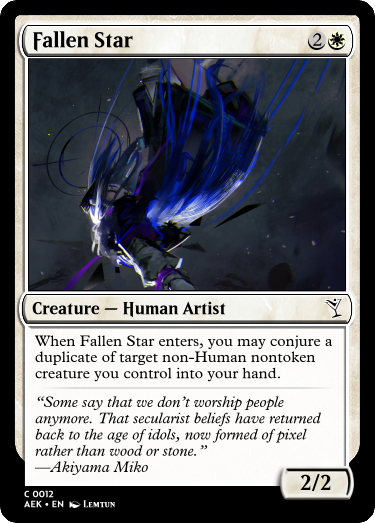 Fallen Star 2
Creature — Human Artist
When Fallen Star enters, you may conjure a
duplicate of target non-Human nontoken
creature you control into your hand.
“Some say that we don’t worship people
anymore. That secularist beliefs have returned
back to the age of idols, now formed of pixel
rather than wood or stone.”
—Akiyama Miko
2/2
C 0012
AEK • EN Lemtun